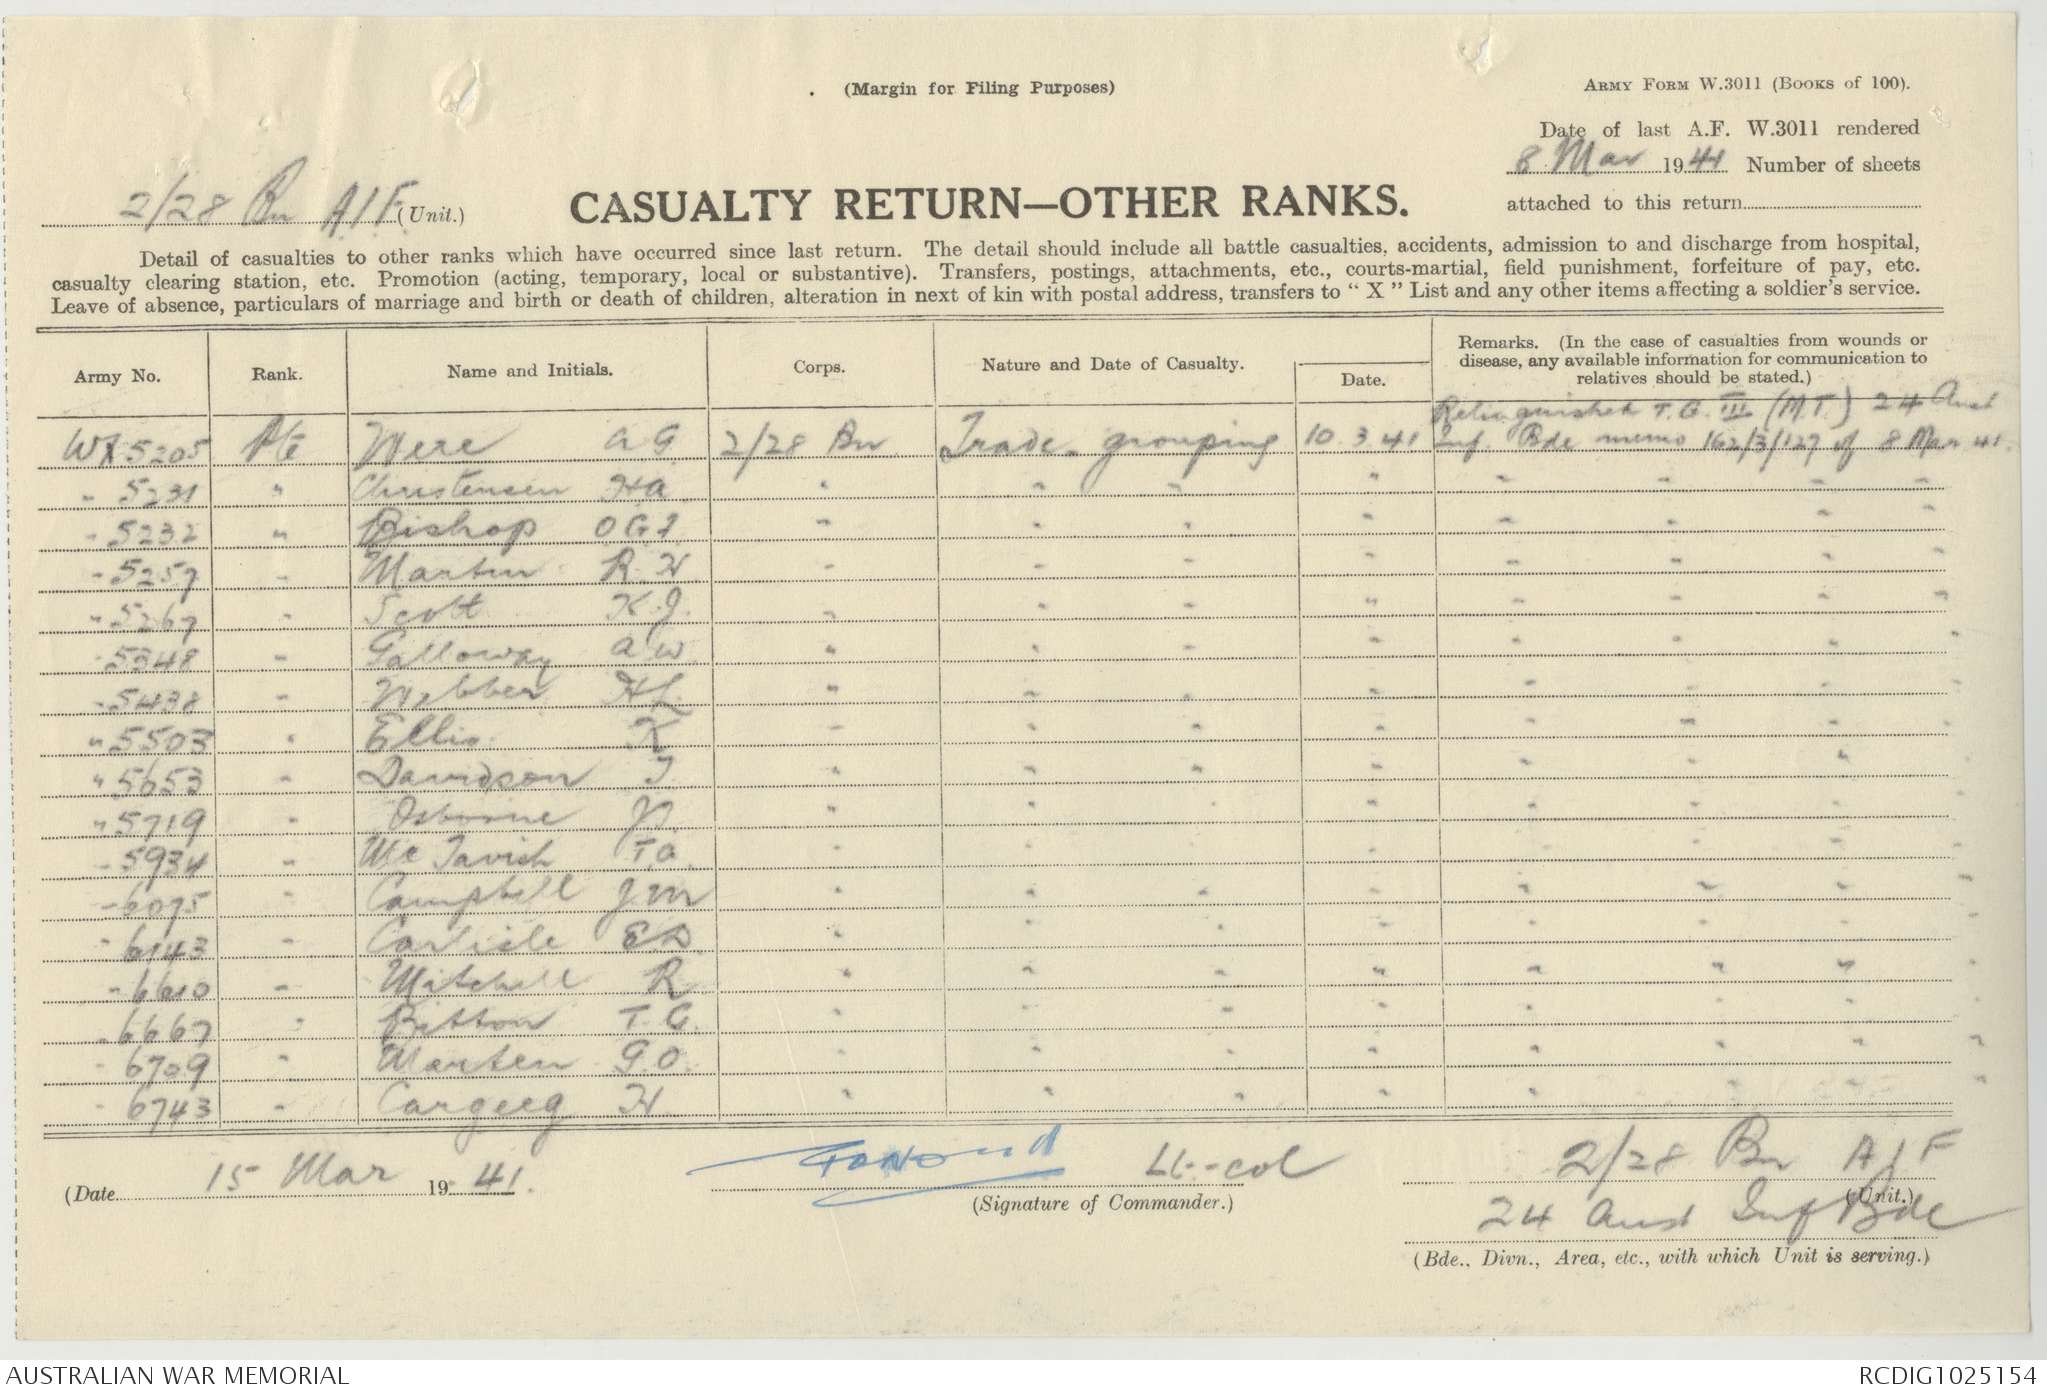 (Margin for Filing Purposes)
ARMY FORM W.3011 (BOOKS of 100).
Date of last A.F. W.3011 rendered
8 Mar 1941 Number of sheets
attached to this return
2/28 Bn A.I.F. (Unit.)
CASUALTY RETURN—OTHER RANKS.
Detail of casualties to other ranks which have occurred since last return. The detail should include all battle casualties, accidents, admission to and discharge from hospital,
casualty clearing station, etc. Promotion (acting, temporary, local or substantive). Transfers, postings, attachments, etc., courts-martial, field punishment, forfeiture of pay, etc.
Leave of absence, particulars of marriage and birth or death of children, alteration in next of kin with postal address, transfers to "X" List and any other items affecting a soldier's service.
Army No. Rank. Name and Initials. Corps. Nature and Date of Casualty. Date. Remarks. (In the case of casualties from wounds or
disease, any available information for communication to
relatives should be stated.)
Relinquished T.G. III (M.T.) 24 Aust
WX5205 Pte Were A G. 2/28 Bn Trade grouping 10.3.41 Inf. Bde memo 162/3/127 of 8 Mar 41.
" 5231 " Christensen H A. " " " " " " " "
" 5232 " Bishop O G J. " " " " " " " "
" 5257 " Martin R. H " " " " " " " "
" 5267 " Scott K. J. " " " " " " " "
" 5348 " Galloway A W. " " " " " " " "
" 5438 " Webber H L. " " " " " " " "
" 5503 " Ellis K " " " " " " " "
" 5653 " Davidson J " " " " " " " "
" 5719 " Osborne " " " " " " " "
" 5934 " McTavish T A. " " " " " " " "
" 6075 " Campbell J. M " " " " " " " "
" 6143 " Carlisle E D. " " " " " " " "
" 6610 " Mitchell R " " " " " " " "
" 6667 " Bitton T. C. " " " " " " " "
" 6709 " Marten G. O. " " " " " " " "
" 6743 " Cargeeg H. " " " " " " " "
(Date 15 Mar 1941. Lt-Col 2/28 Bn A I F
(Signature of Commander.) (Unit.)
24 Aust Inf Bde
(Bde., Divn., Area, etc., with which Unit is serving.)
AUSTRALIAN WAR MEMORIAL RCDIG1025154